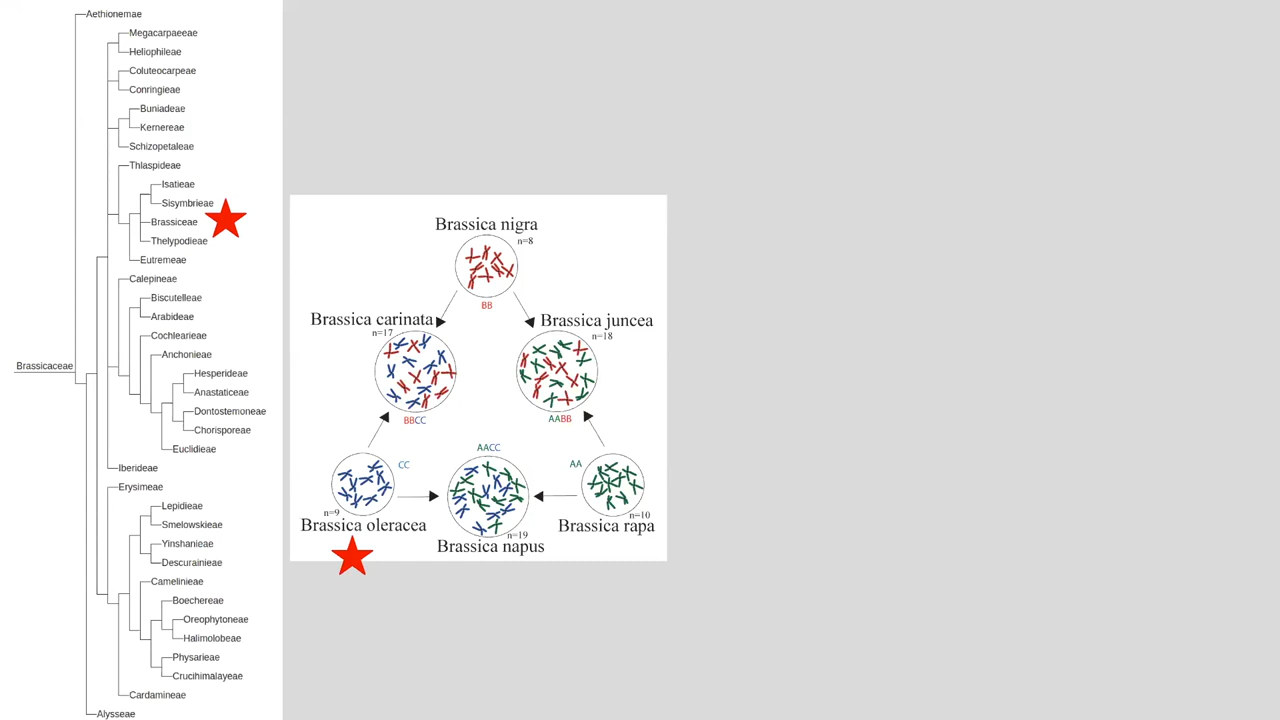 Aethionemae
Megacarpaeeae
Heliophileae
Coluteocarpeae
Conringieae
Buniadeae
Kernereae
Schizopetaleae
Thlaspideae
Isatieae
Sisymbrieae
Brassiceae
Thelypodieae
Eutremeae
Calepineae
Biscutelleae
Arabideae
Cochlearieae
Anchonieae
Brassicaceae
Hesperideae
Anastaticeae
Dontostemoneae
Chorisporeae
Euclidieae
Iberideae
Erysimeae
Lepidieae
Smelowskieae
Yinshanieae
Descurainieae
Camelinieae
Boechereae
Oreophytoneae
Halimolobeae
Physarieae
Crucihimalayeae
Cardamineae
Alysseae
Brassica nigra
n=8
BB
Brassica carinata
n=17
BBCC
Brassica juncea
n=18
AABB
CC
n=9
Brassica oleracea
AACC
n=19
Brassica napus
AA
n=10
Brassica rapa